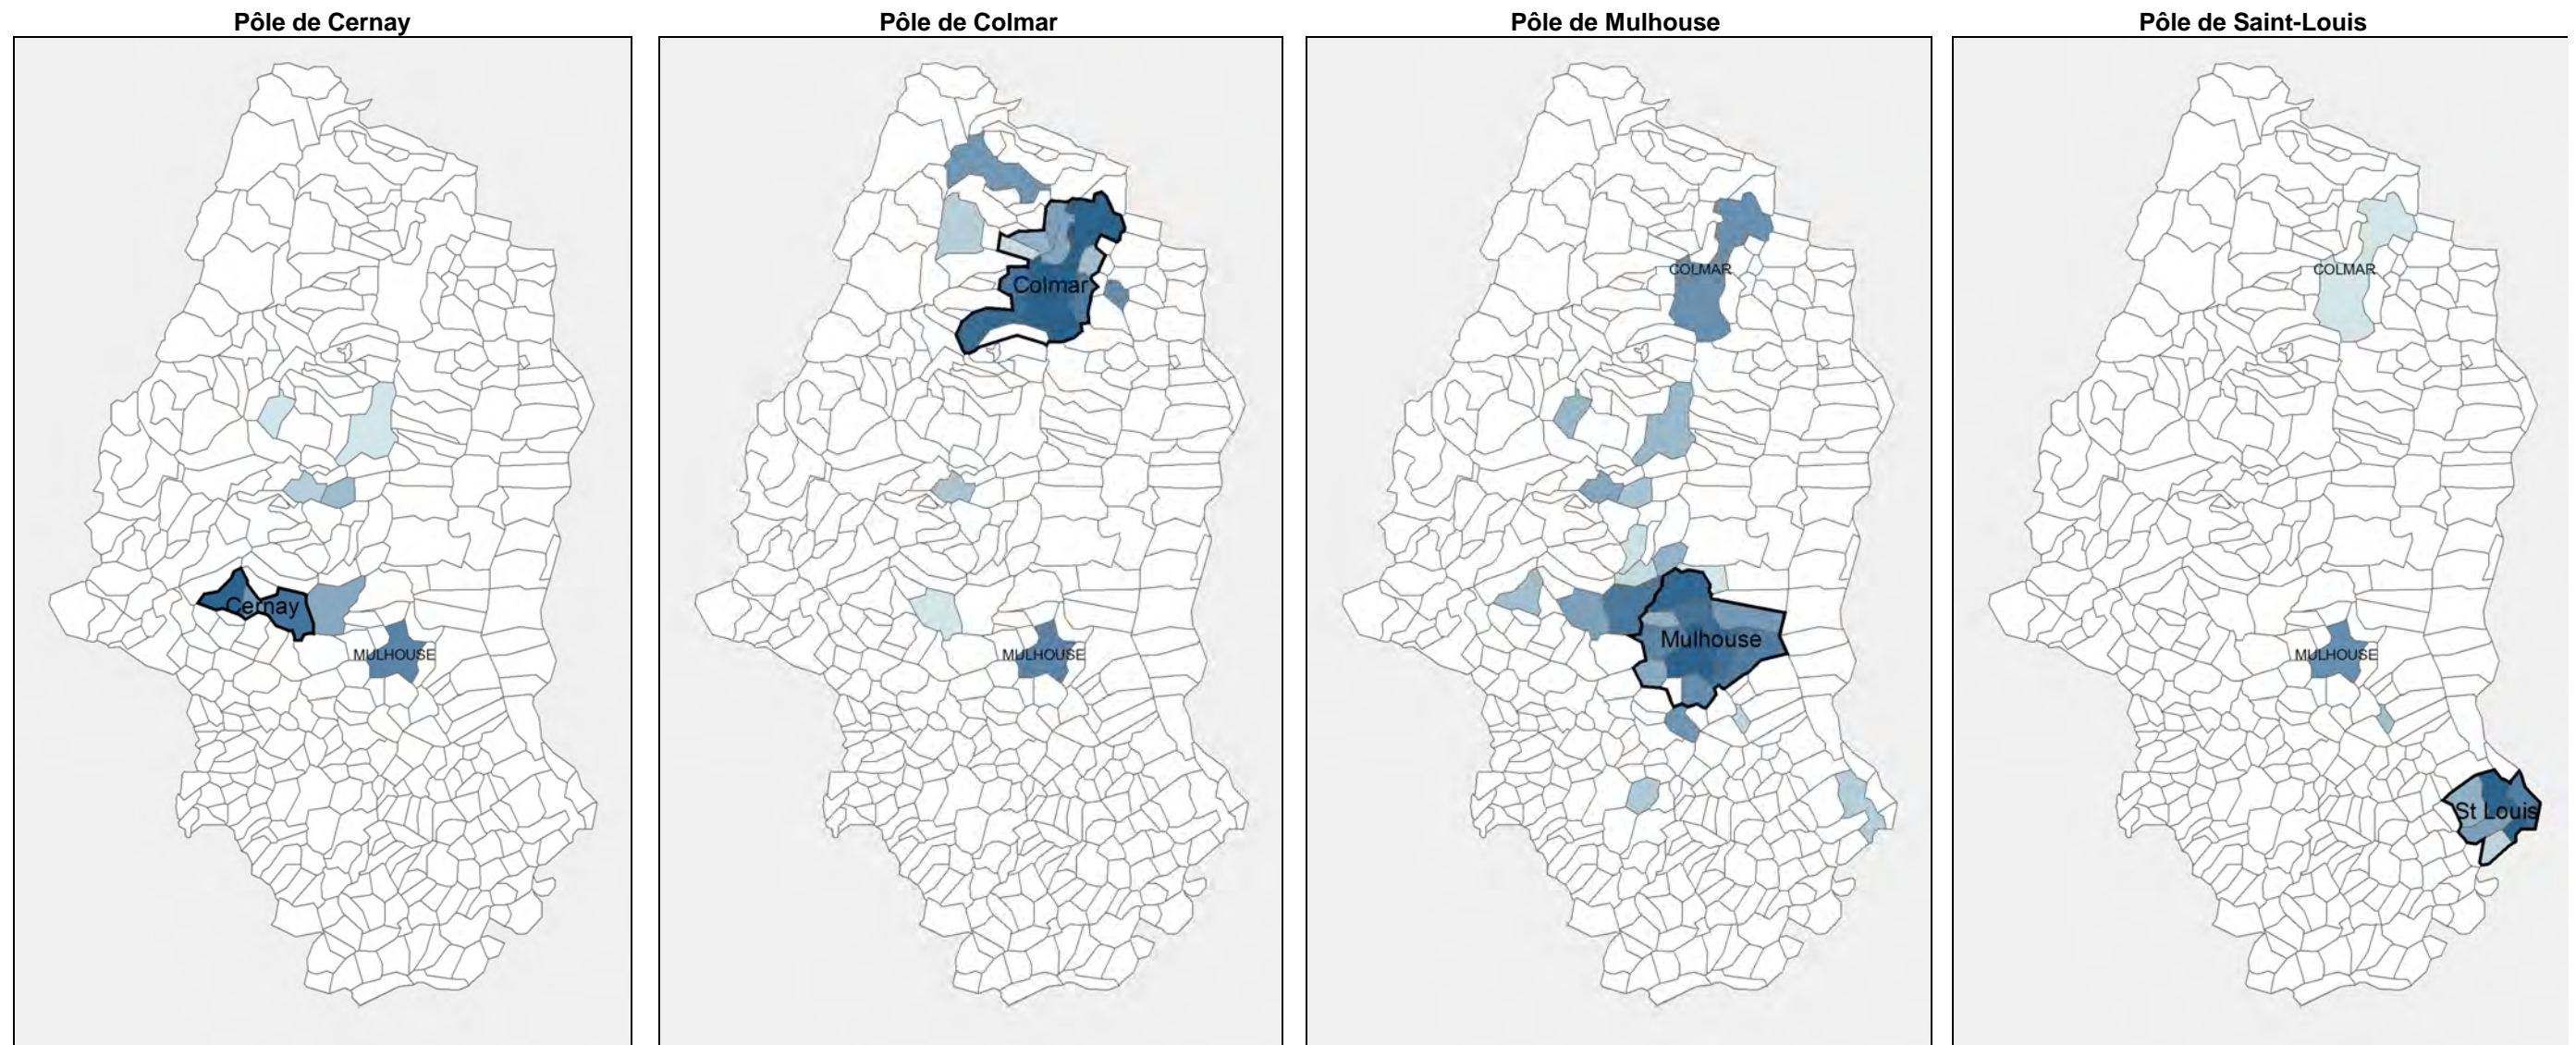 Pôle de Cernay
Pôle de Colmar
Pôle de Mulhouse
Pôle de Saint-Louis
Cernay
MULHOUSE
Colmar
MULHOUSE
COLMAR
Mulhouse
COLMAR
MULHOUSE
St Louis